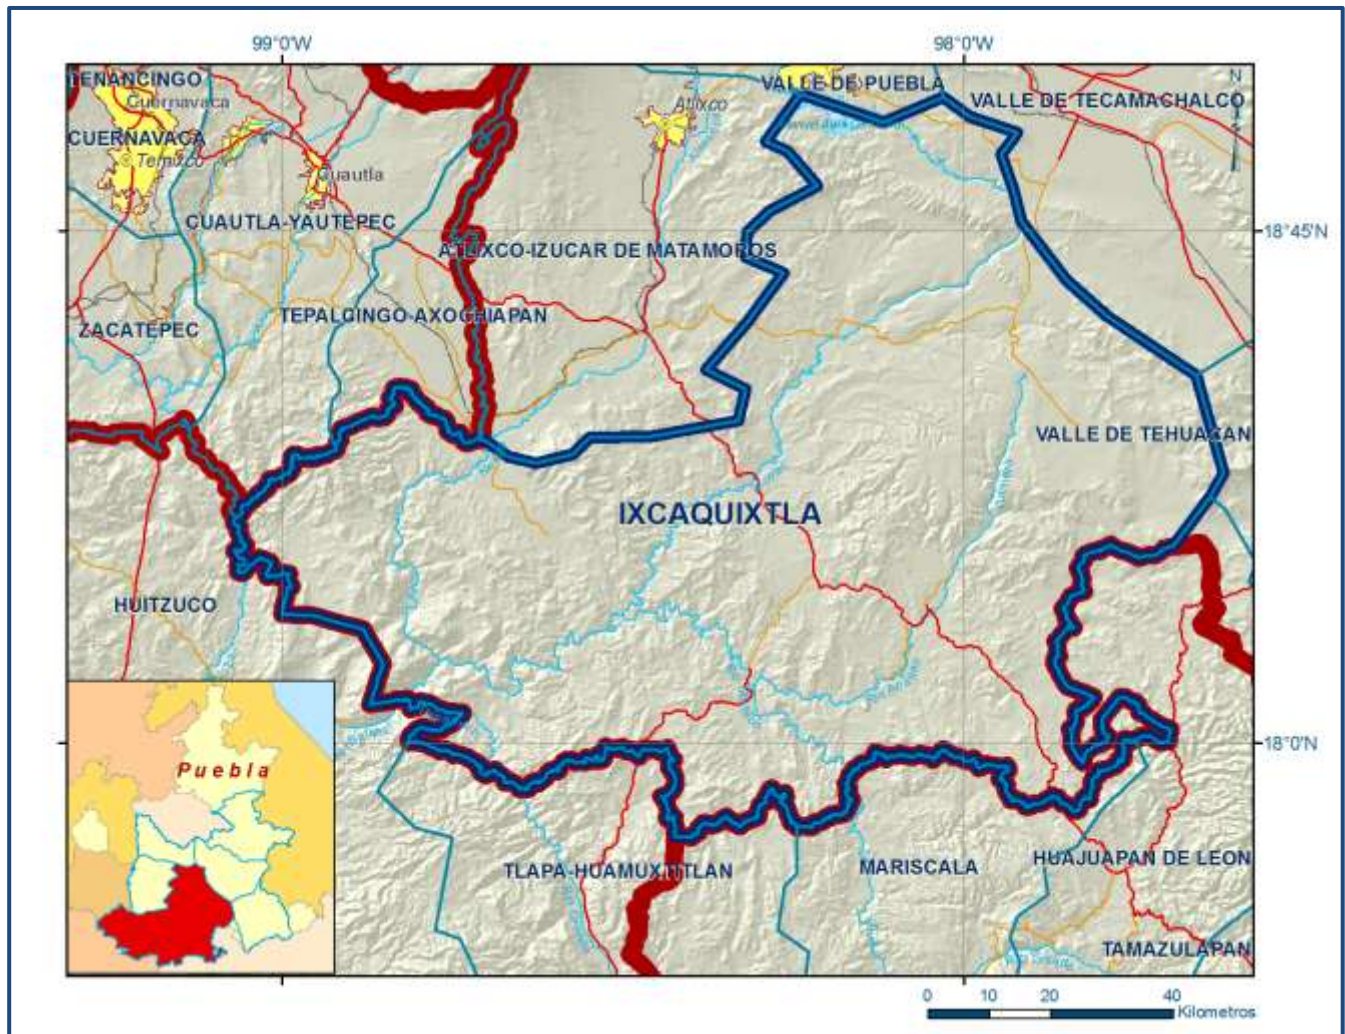 99°0'W
98°0'W
TENANCINGO
Cuernavaca
CUERNAVACA
Temixco
Cuautla
Atlixco
VALLE DE PUEBLA
VALLE DE TECAMACHALCO
N
CUAUTLA-YAUTEPEC
ATLIXCO-IZUCAR DE MATAMOROS
18°45'N
ZACATEPEC
TEPALCINGO-AXOCHIAPAN
VALLE DE TEHUACAN
IXCAQUIXTLA
HUITZUCO
Puebla
18°0'N
TLAPA-HUAMUXTITLAN
MARISCALA
HUAJUAPAN DE LEON
TAMAZULAPAN
0 10 20 40
Kilometros